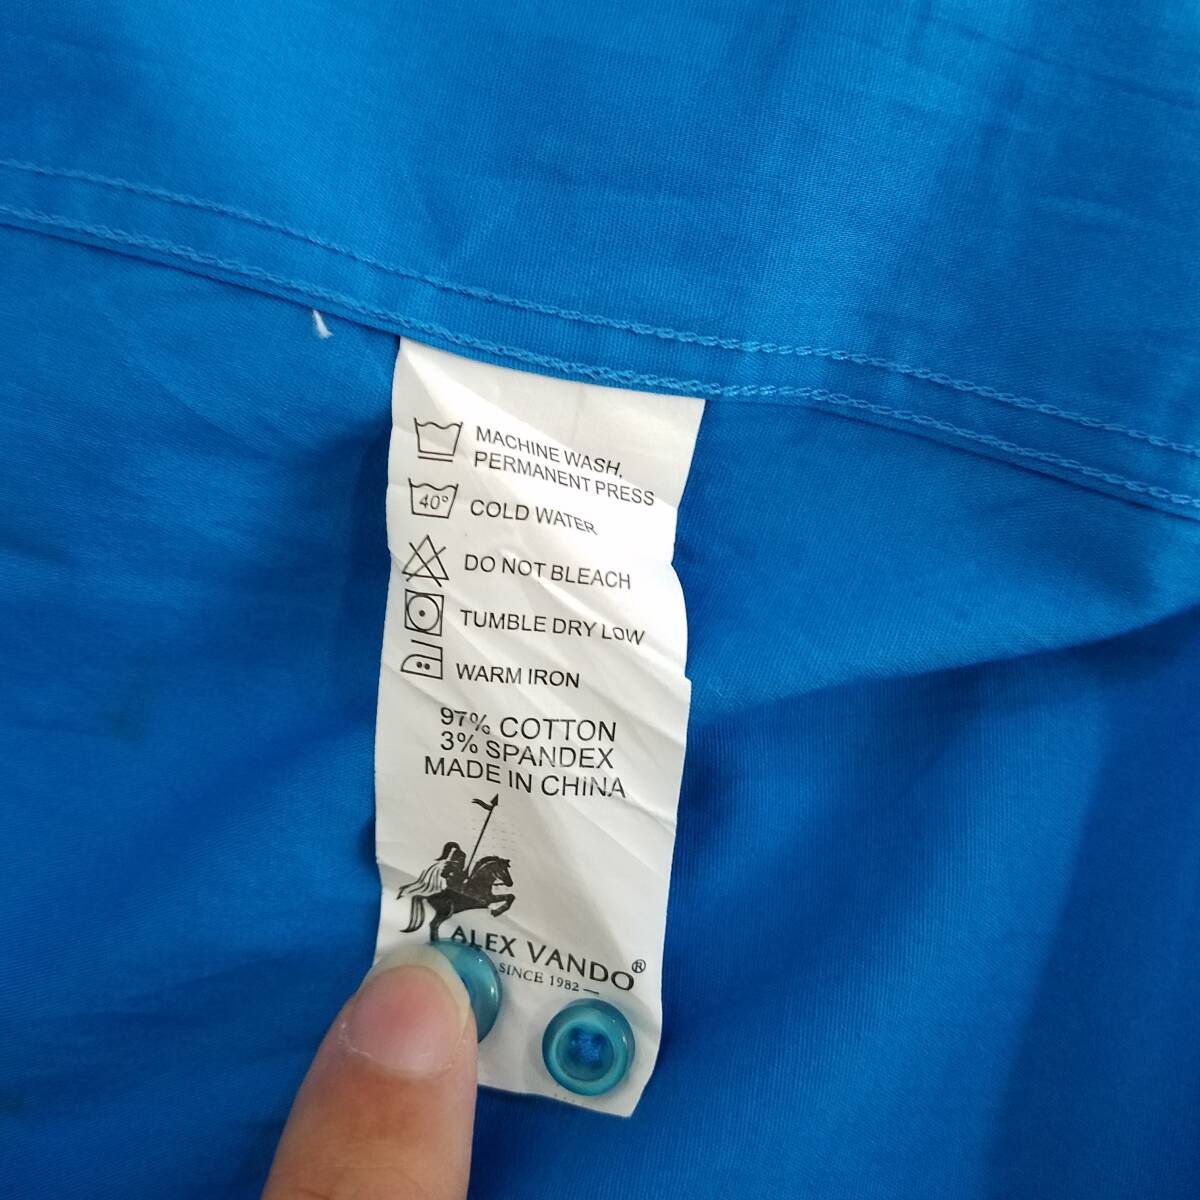 MACHINE WASH,
PERMANENT PRESS
40° COLD WATER
DO NOT BLEACH
TUMBLE DRY LOW
WARM IRON
97% COTTON
3% SPANDEX
MADE IN CHINA
ALEX VANDO®
SINCE 1982 —